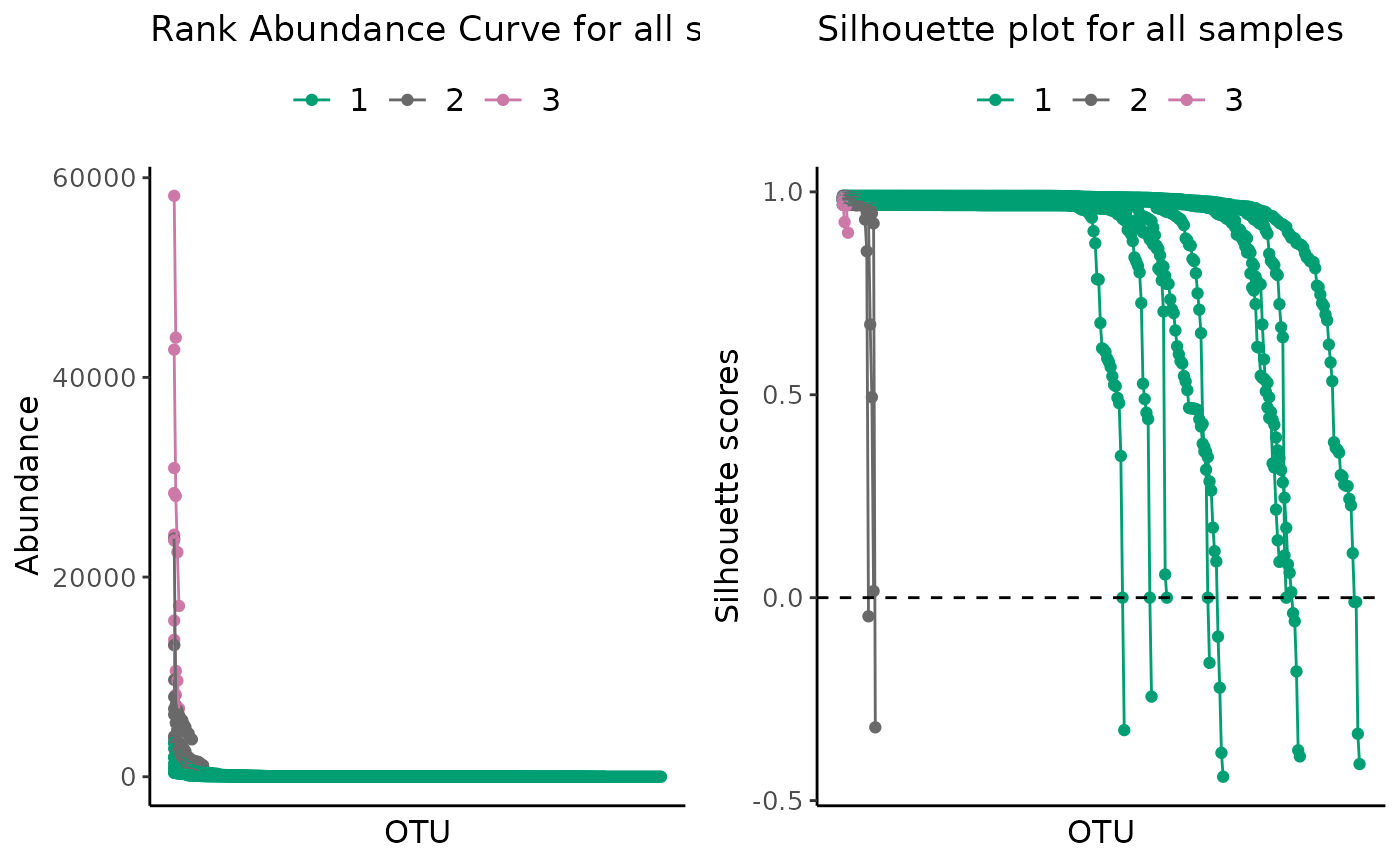 Rank Abundance Curve for all s
1 2 3
60000
40000
20000
0
Abundance
OTU
Silhouette plot for all samples
1 2 3
1.0
0.5
0.0
-0.5
Silhouette scores
OTU